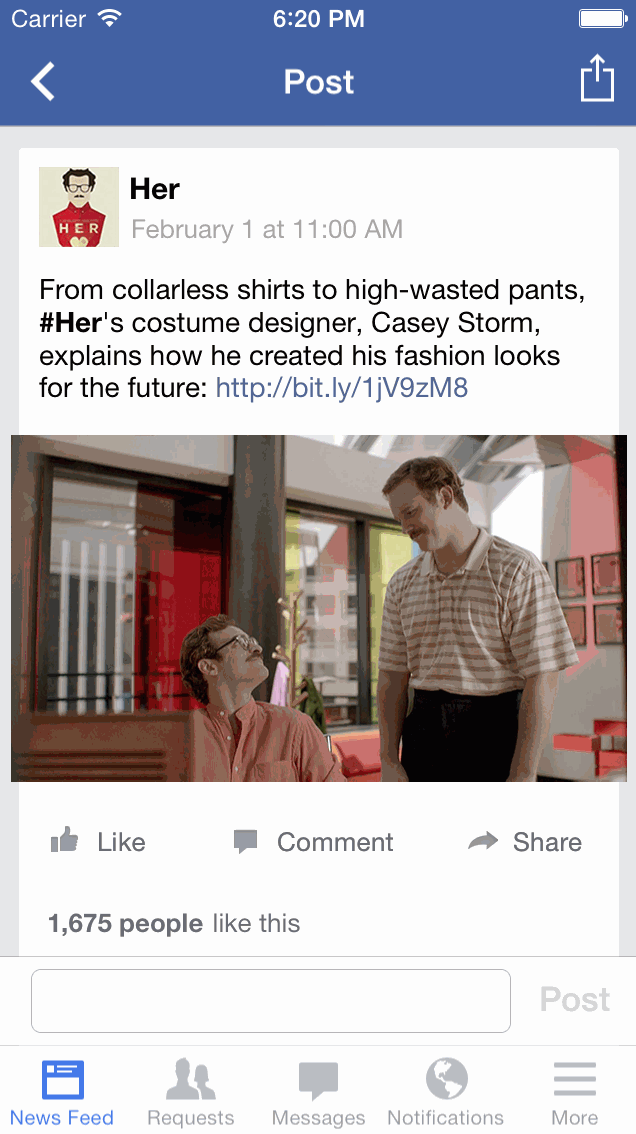 Carrier 6:20 PM
Post
HER
Her
February 1 at 11:00 AM
From collarless shirts to high-wasted pants,
#Her's costume designer, Casey Storm,
explains how he created his fashion looks
for the future: http://bit.ly/1jV9zM8
Like Comment Share
1,675 people like this
Post
News Feed Requests Messages Notifications More